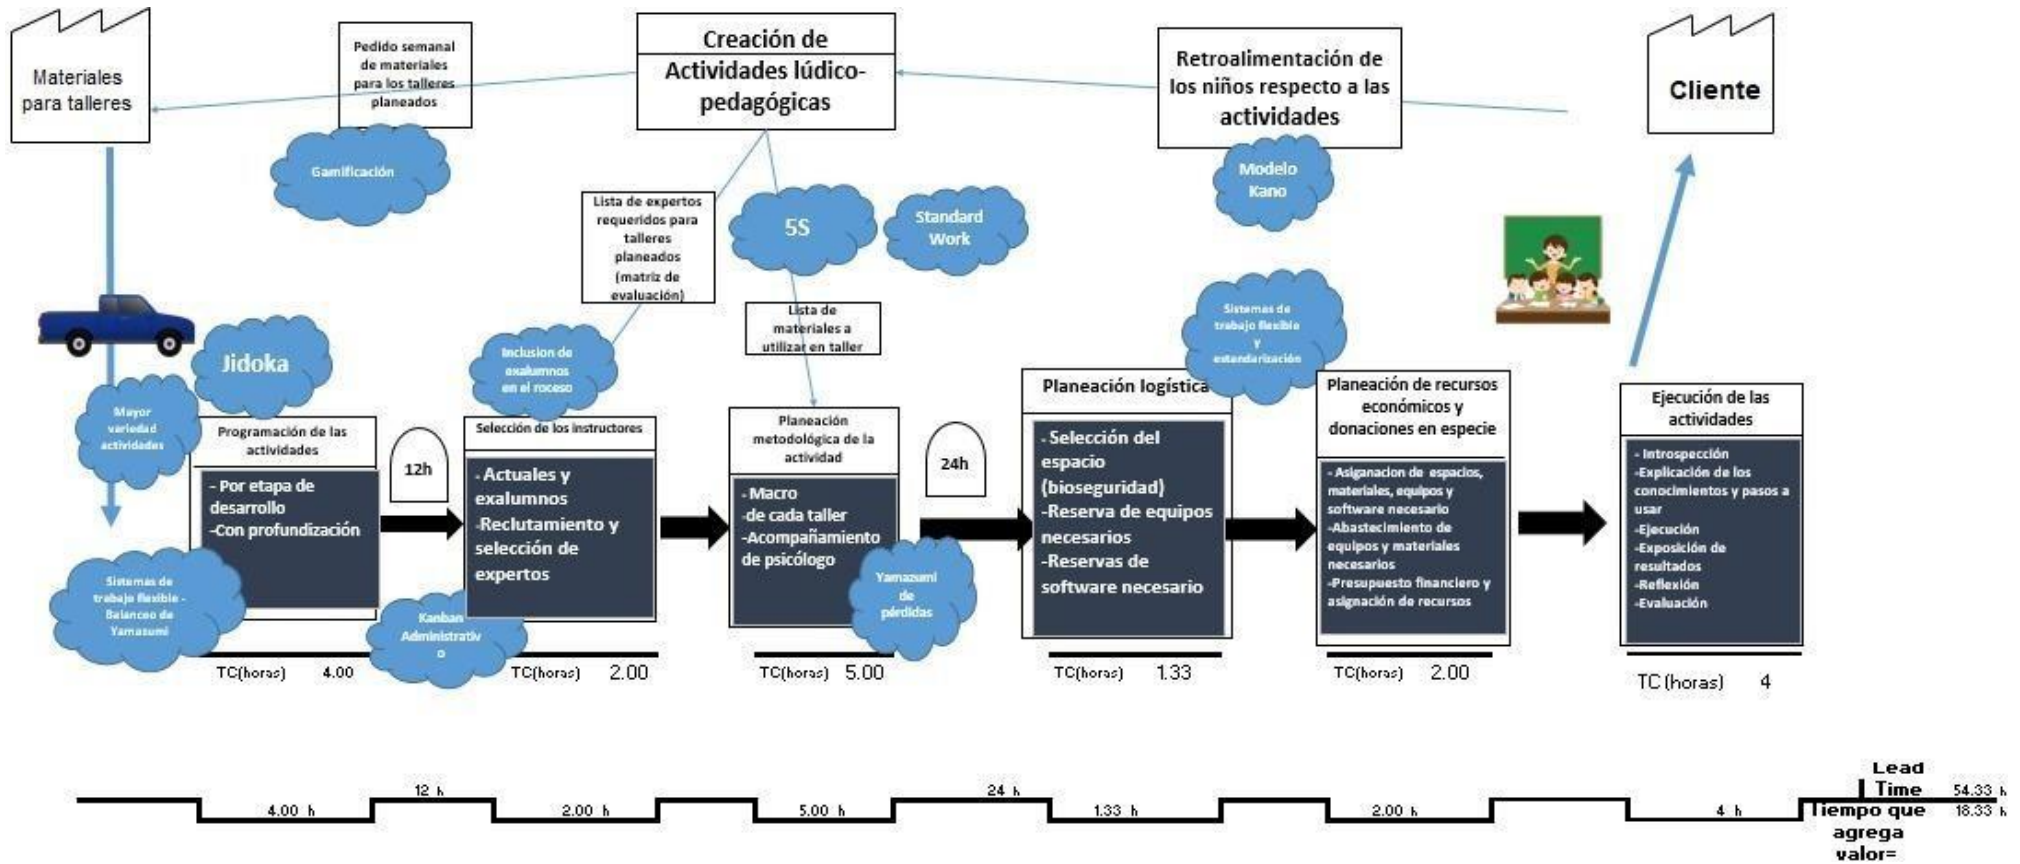 Materiales
para talleres
Pedido semanal
de materiales
para los talleres
planeados
Gamificación
Creación de
Actividades lúdico-
pedagógicas
Retroalimentación de
los niños respecto a las
actividades
Modelo
Kano
Cliente
Lista de expertos
requeridos para
talleres
planeados
(matriz de
evaluación)
5S
Standard
Work
Lista de
materiales a
utilizar en taller
Sistemas de
trabajo flexible
y
estandarización
Jidoka
Mayor
variedad
actividades
Inclusion de
exalumnos
en el roceso
Programación de las
actividades
- Por etapa de
desarrollo
-Con profundización
12h
Selección de los instructores
- Actuales y
exalumnos
-Reclutamiento y
selección de
expertos
Planeación
metodológica de la
actividad
- Macro
-de cada taller
-Acompañamiento
de psicólogo
24h
Planeación logística
- Selección del
espacio
(bioseguridad)
-Reserva de equipos
necesarios
-Reservas de
software necesario
Planeación de recursos
económicos y
donaciones en especie
- Asiganacion de espacios,
materiales, equipos y
software necesario
-Abastecimiento de
equipos y materiales
necesarios
-Presupuesto financiero y
asignación de recursos
Ejecución de las
actividades
- Introspección
-Explicación de los
conocimientos y pasos a
usar
-Ejecución
-Exposición de
resultados
-Reflexión
-Evaluación
Sistemas de
trabajo flexible -
Balanceo de
Yamazumi
Kanban
Administrativ
o
Yamazumi
de
pérdidas
TC(horas) 4.00
TC(horas) 2.00
TC(horas) 5.00
TC(horas) 1.33
TC(horas) 2.00
TC (horas) 4
12 h
24 h
4.00 h
2.00 h
5.00 h
1.33 h
2.00 h
4 h
Lead
Time 54.33 h
Tiempo que 18.33 h
agrega
valor=